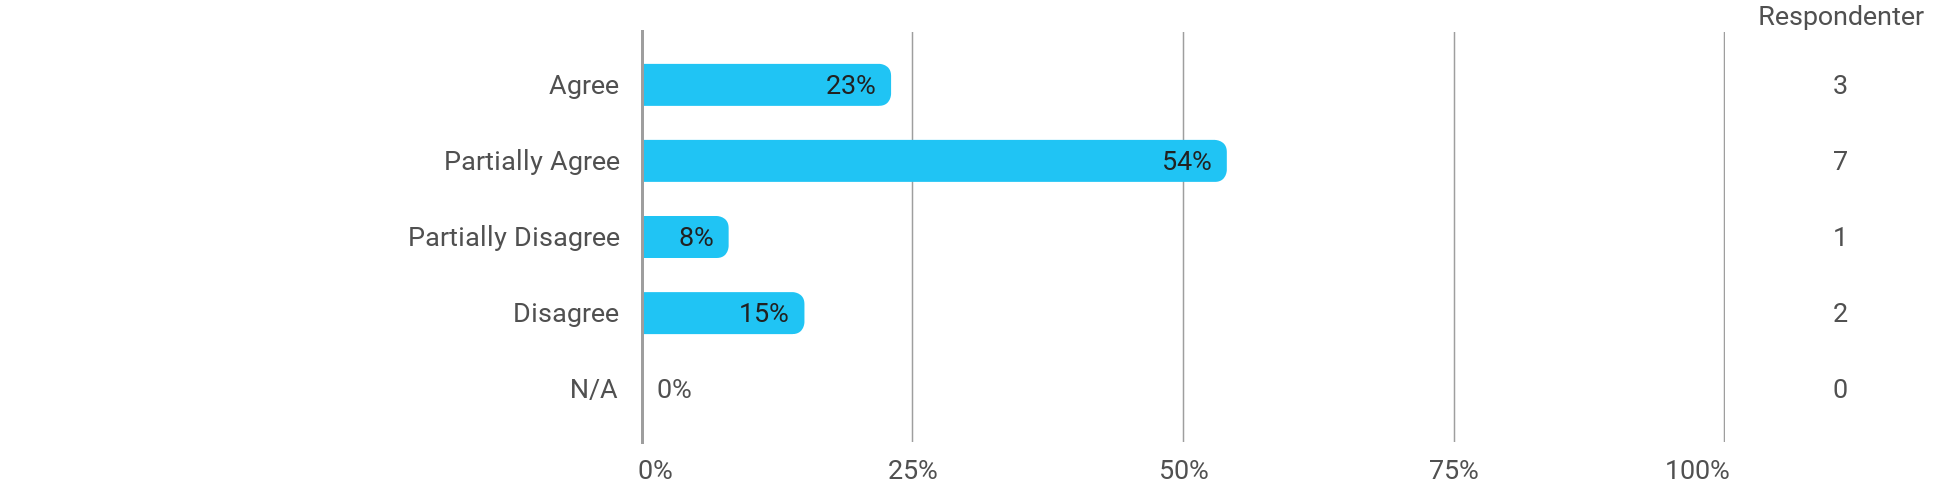 Respondenter
Agree 23% 3
Partially Agree 54% 7
Partially Disagree 8% 1
Disagree 15% 2
N/A 0% 0
0% 25% 50% 75% 100%